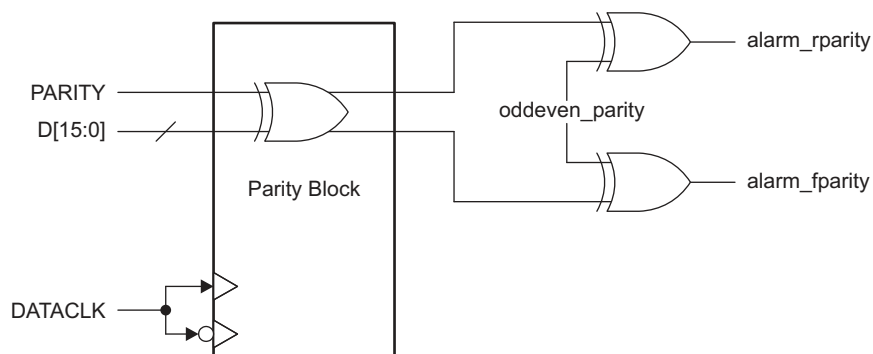 alarm_rparity
PARITY
oddeven_parity
D[15:0]
Parity Block
alarm_fparity
DATACLK